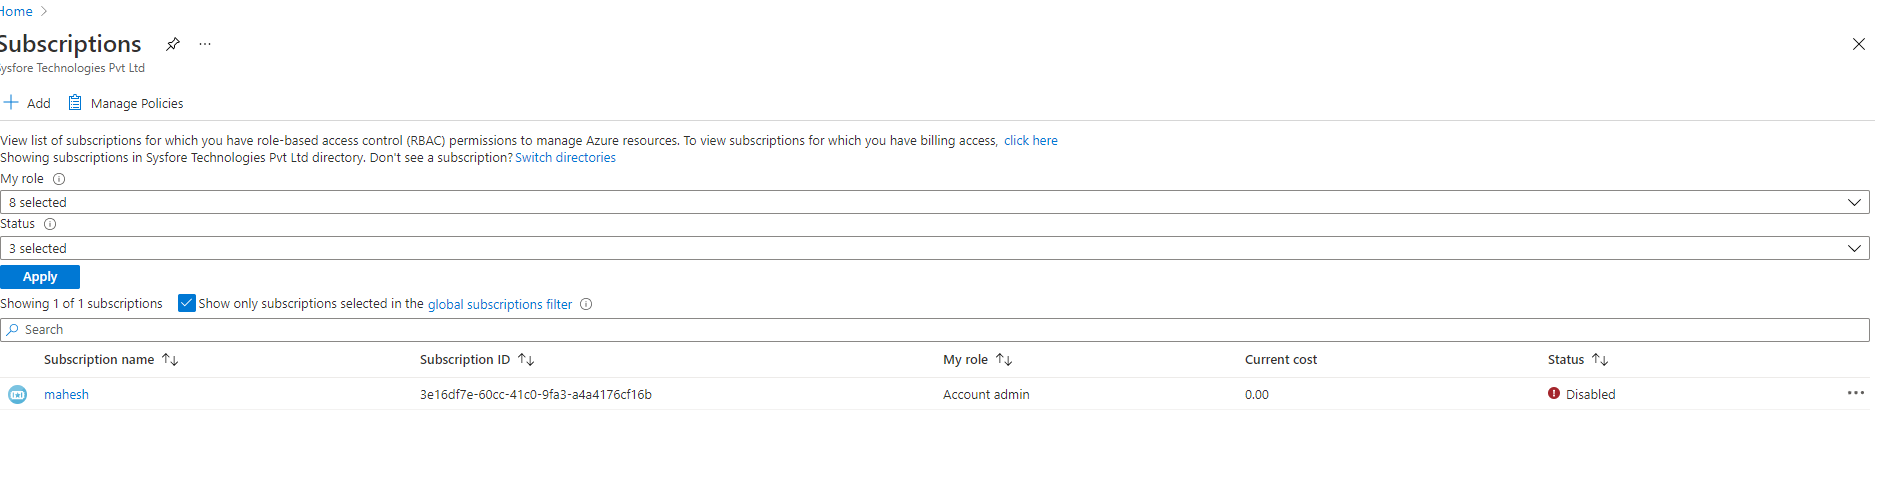 Home
Subscriptions
Sysfore Technologies Pvt Ltd
Add Manage Policies
View list of subscriptions for which you have role-based access control (RBAC) permissions to manage Azure resources. To view subscriptions for which you have billing access, click here
Showing subscriptions in Sysfore Technologies Pvt Ltd directory. Don't see a subscription? Switch directories
My role
8 selected
Status
3 selected
Apply
Showing 1 of 1 subscriptions Show only subscriptions selected in the global subscriptions filter
Search
Subscription name Subscription ID My role Current cost Status
mahesh 3e16df7e-60cc-41c0-9fa3-a4a4176cf16b Account admin 0.00 Disabled